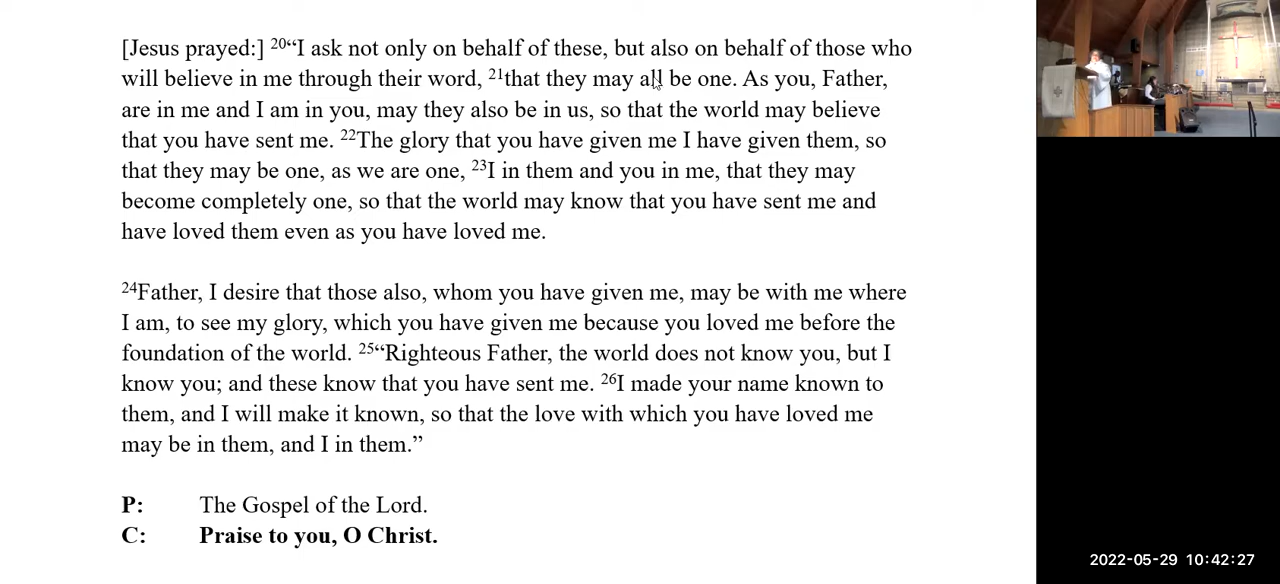 [Jesus prayed:] 20“I ask not only on behalf of these, but also on behalf of those who
will believe in me through their word, 21that they may all be one. As you, Father,
are in me and I am in you, may they also be in us, so that the world may believe
that you have sent me. 22The glory that you have given me I have given them, so
that they may be one, as we are one, 23I in them and you in me, that they may
become completely one, so that the world may know that you have sent me and
have loved them even as you have loved me.
24Father, I desire that those also, whom you have given me, may be with me where
I am, to see my glory, which you have given me because you loved me before the
foundation of the world. 25“Righteous Father, the world does not know you, but I
know you; and these know that you have sent me. 26I made your name known to
them, and I will make it known, so that the love with which you have loved me
may be in them, and I in them.”
P: The Gospel of the Lord.
C: Praise to you, O Christ.
2022-05-29 10:42:27